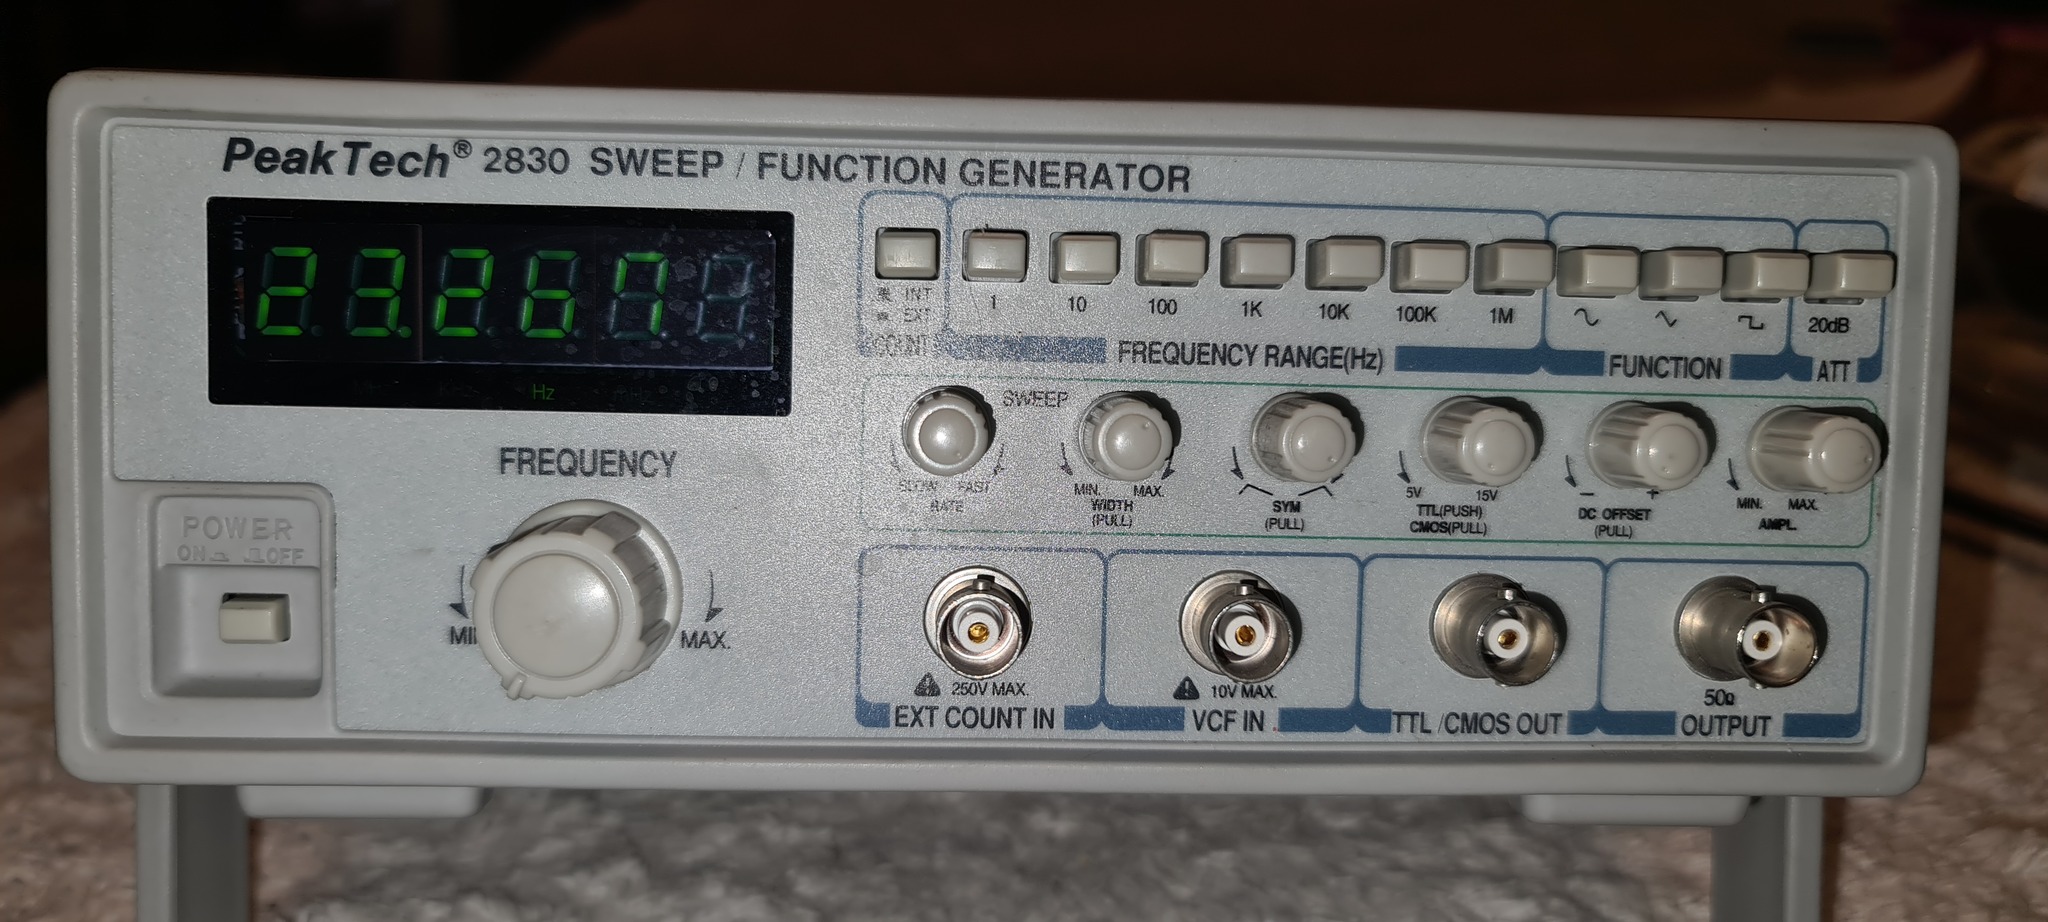 PeakTech® 2830 SWEEP / FUNCTION GENERATOR
Hz
INT
EXT
COUNT
1 10 100 1K 10K 100K 1M
20dB
FREQUENCY RANGE(Hz)
FUNCTION
ATT
SWEEP
SLOW FAST
RATE
MIN. MAX.
WIDTH
(PULL)
SYM
(PULL)
5V 15V
TTL(PUSH)
CMOS(PULL)
- +
DC OFFSET
(PULL)
MIN. MAX.
AMPL.
FREQUENCY
MAX.
POWER
ON OFF
250V MAX.
EXT COUNT IN
10V MAX.
VCF IN
TTL /CMOS OUT
50Ω
OUTPUT